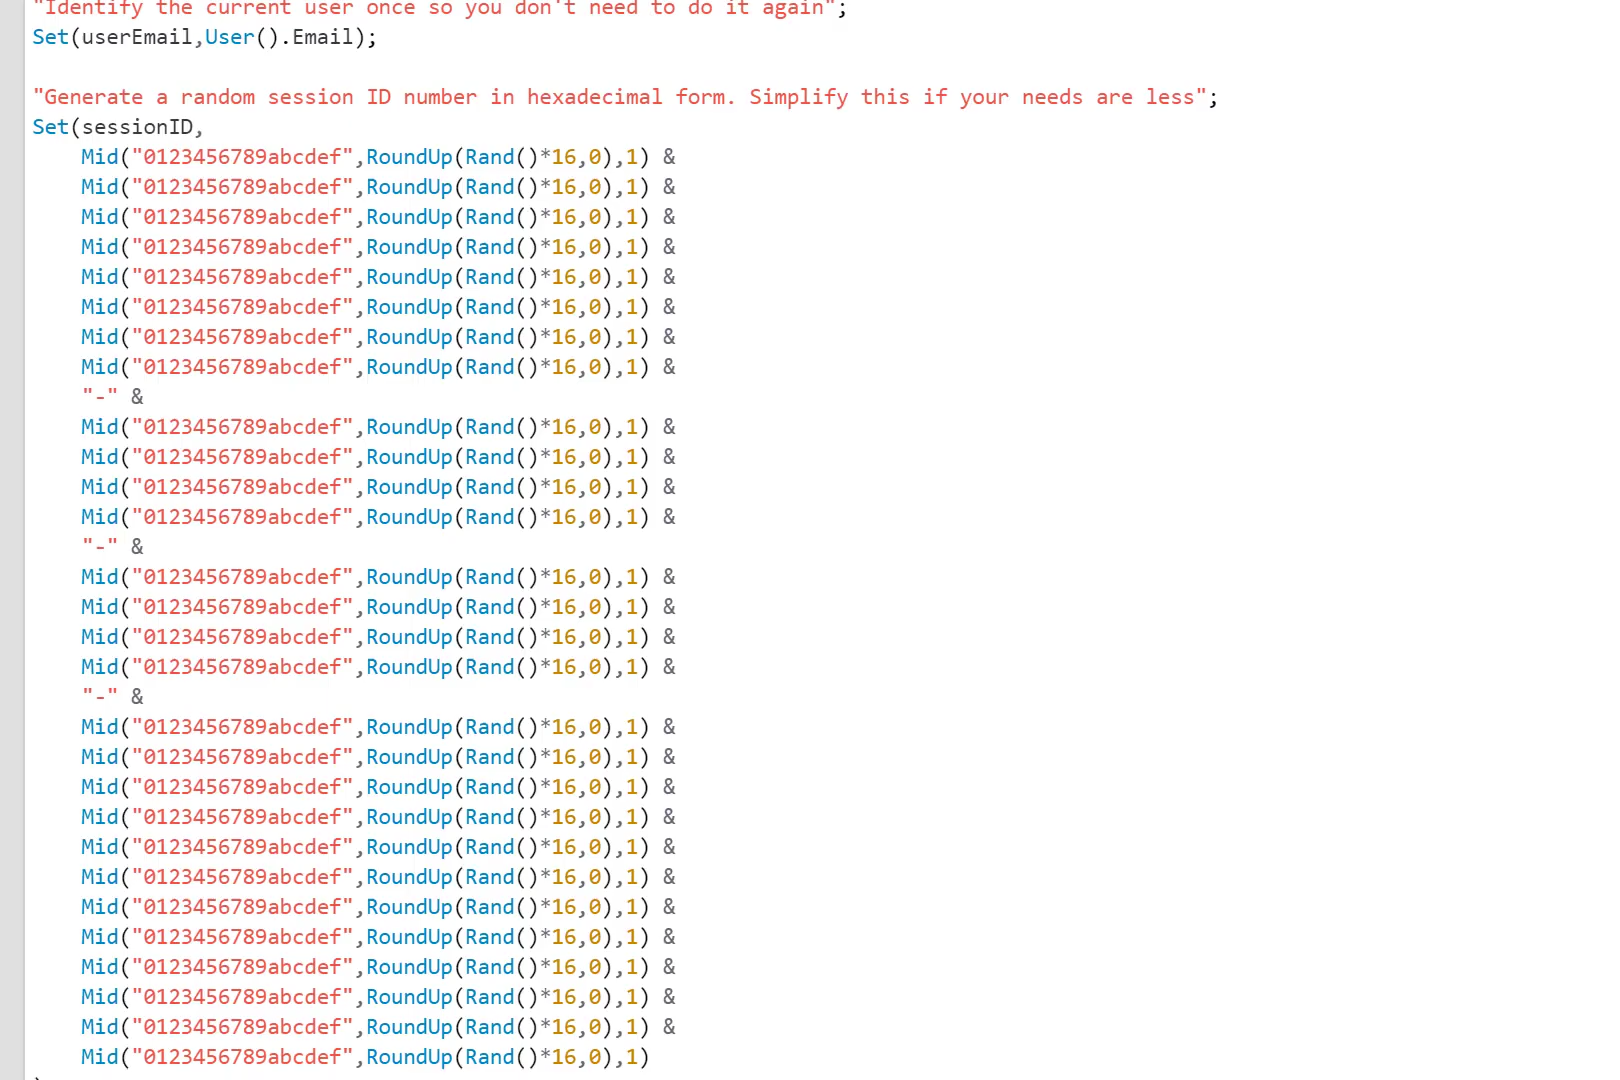 "Identify the current user once so you don't need to do it again";
Set(userEmail,User().Email);
"Generate a random session ID number in hexadecimal form. Simplify this if your needs are less";
Set(sessionID,
Mid("0123456789abcdef",RoundUp(Rand()*16,0),1) &
Mid("0123456789abcdef",RoundUp(Rand()*16,0),1) &
Mid("0123456789abcdef",RoundUp(Rand()*16,0),1) &
Mid("0123456789abcdef",RoundUp(Rand()*16,0),1) &
Mid("0123456789abcdef",RoundUp(Rand()*16,0),1) &
Mid("0123456789abcdef",RoundUp(Rand()*16,0),1) &
Mid("0123456789abcdef",RoundUp(Rand()*16,0),1) &
Mid("0123456789abcdef",RoundUp(Rand()*16,0),1) &
"-" &
Mid("0123456789abcdef",RoundUp(Rand()*16,0),1) &
Mid("0123456789abcdef",RoundUp(Rand()*16,0),1) &
Mid("0123456789abcdef",RoundUp(Rand()*16,0),1) &
Mid("0123456789abcdef",RoundUp(Rand()*16,0),1) &
"-" &
Mid("0123456789abcdef",RoundUp(Rand()*16,0),1) &
Mid("0123456789abcdef",RoundUp(Rand()*16,0),1) &
Mid("0123456789abcdef",RoundUp(Rand()*16,0),1) &
Mid("0123456789abcdef",RoundUp(Rand()*16,0),1) &
"-" &
Mid("0123456789abcdef",RoundUp(Rand()*16,0),1) &
Mid("0123456789abcdef",RoundUp(Rand()*16,0),1) &
Mid("0123456789abcdef",RoundUp(Rand()*16,0),1) &
Mid("0123456789abcdef",RoundUp(Rand()*16,0),1) &
Mid("0123456789abcdef",RoundUp(Rand()*16,0),1) &
Mid("0123456789abcdef",RoundUp(Rand()*16,0),1) &
Mid("0123456789abcdef",RoundUp(Rand()*16,0),1) &
Mid("0123456789abcdef",RoundUp(Rand()*16,0),1) &
Mid("0123456789abcdef",RoundUp(Rand()*16,0),1) &
Mid("0123456789abcdef",RoundUp(Rand()*16,0),1) &
Mid("0123456789abcdef",RoundUp(Rand()*16,0),1) &
Mid("0123456789abcdef",RoundUp(Rand()*16,0),1)